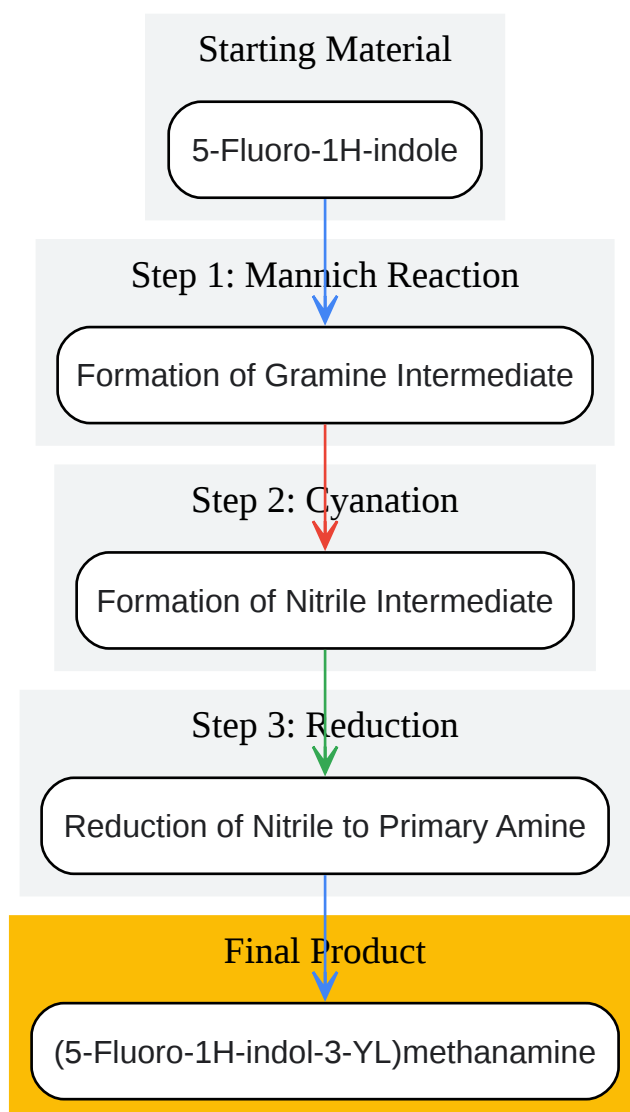 Starting Material
5-Fluoro-1H-indole
Step 1: Mannich Reaction
Formation of Gramine Intermediate
Step 2: Cyanation
Formation of Nitrile Intermediate
Step 3: Reduction
Reduction of Nitrile to Primary Amine
Final Product
(5-Fluoro-1H-indol-3-YL)methanamine